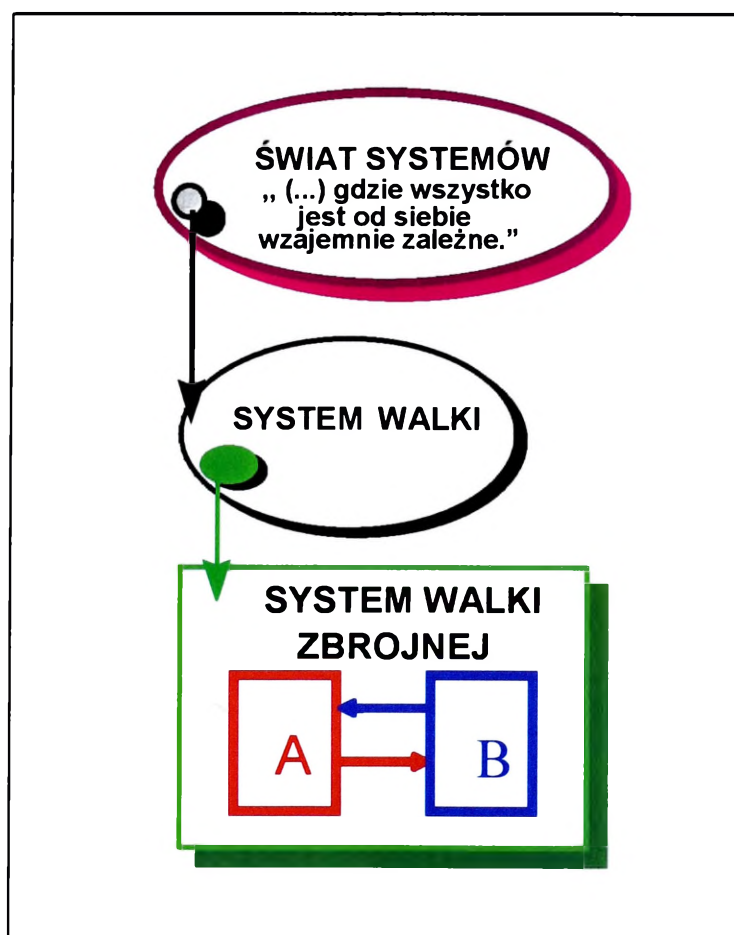 ŚWIAT SYSTEMÓW
„ (...) gdzie wszystko
jest od siebie
wzajemnie zależne.”
SYSTEM WALKI
SYSTEM WALKI
ZBROJNEJ
A B